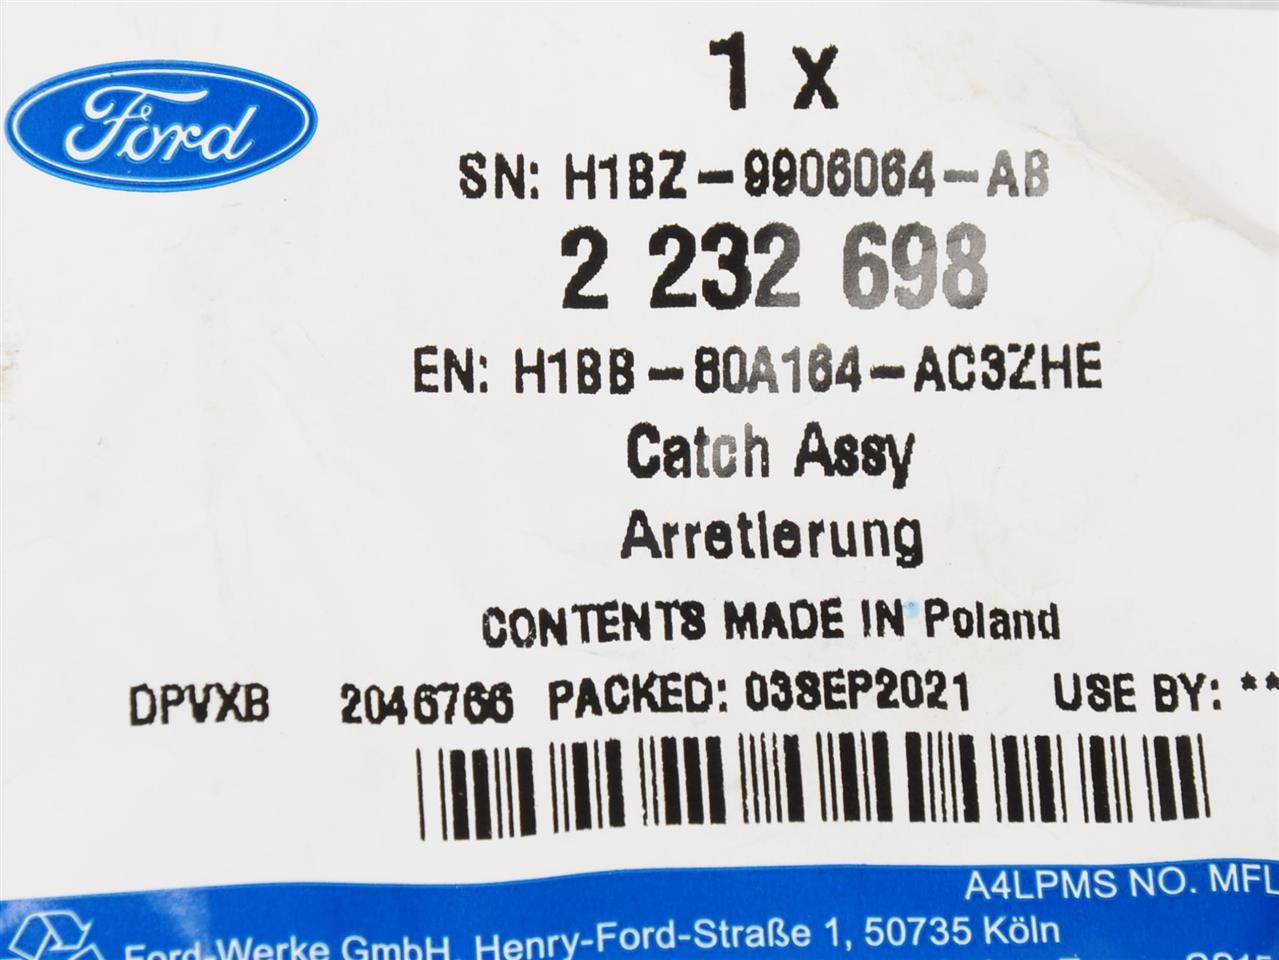 Ford
1 x
SN: H1BZ-9906064-AB
2 232 698
EN: H1BB-60A164-AC3ZHE
Catch Assy
Arretierung
CONTENTS MADE IN Poland
DPVXB 2046766 PACKED: 03SEP2021 USE BY: **
A4LPMS NO. MFL
Ford-Werke GmbH, Henry-Ford-Straße 1, 50735 Köln